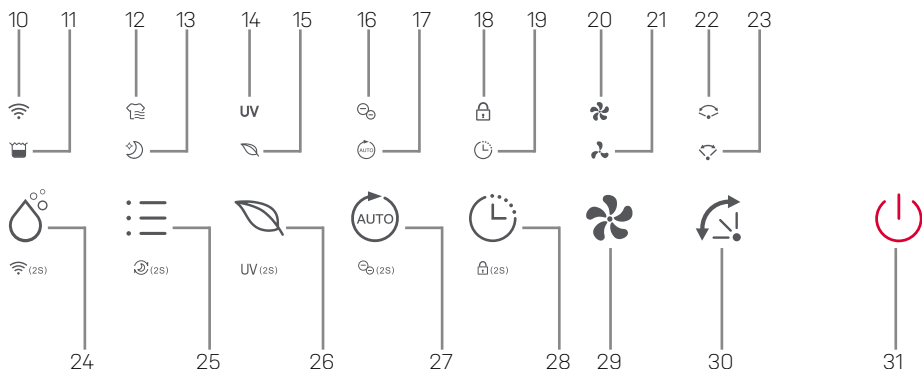 10 11 12 13 14 15 16 17 18 19 20 21 22 23
UV
AUTO
AUTO
(2S) (2S) UV (2S) (2S) (2S)
24 25 26 27 28 29 30 31